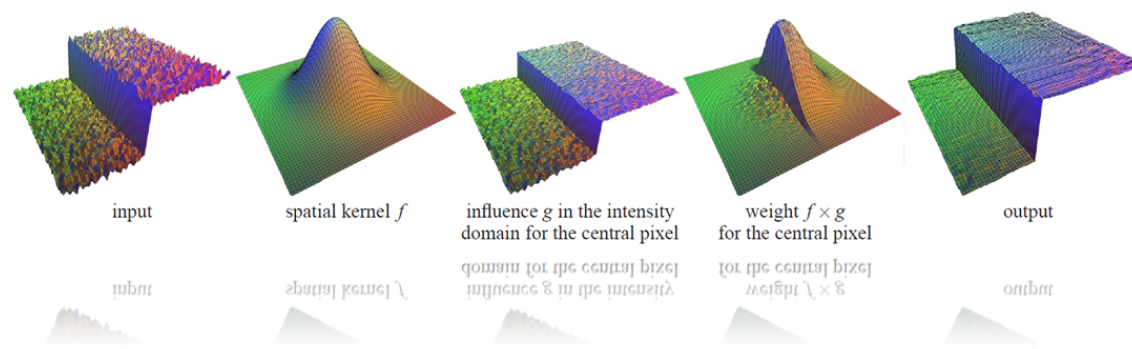 input
spatial kernel f
influence g in the intensity
domain for the central pixel
weight f × g
for the central pixel
output